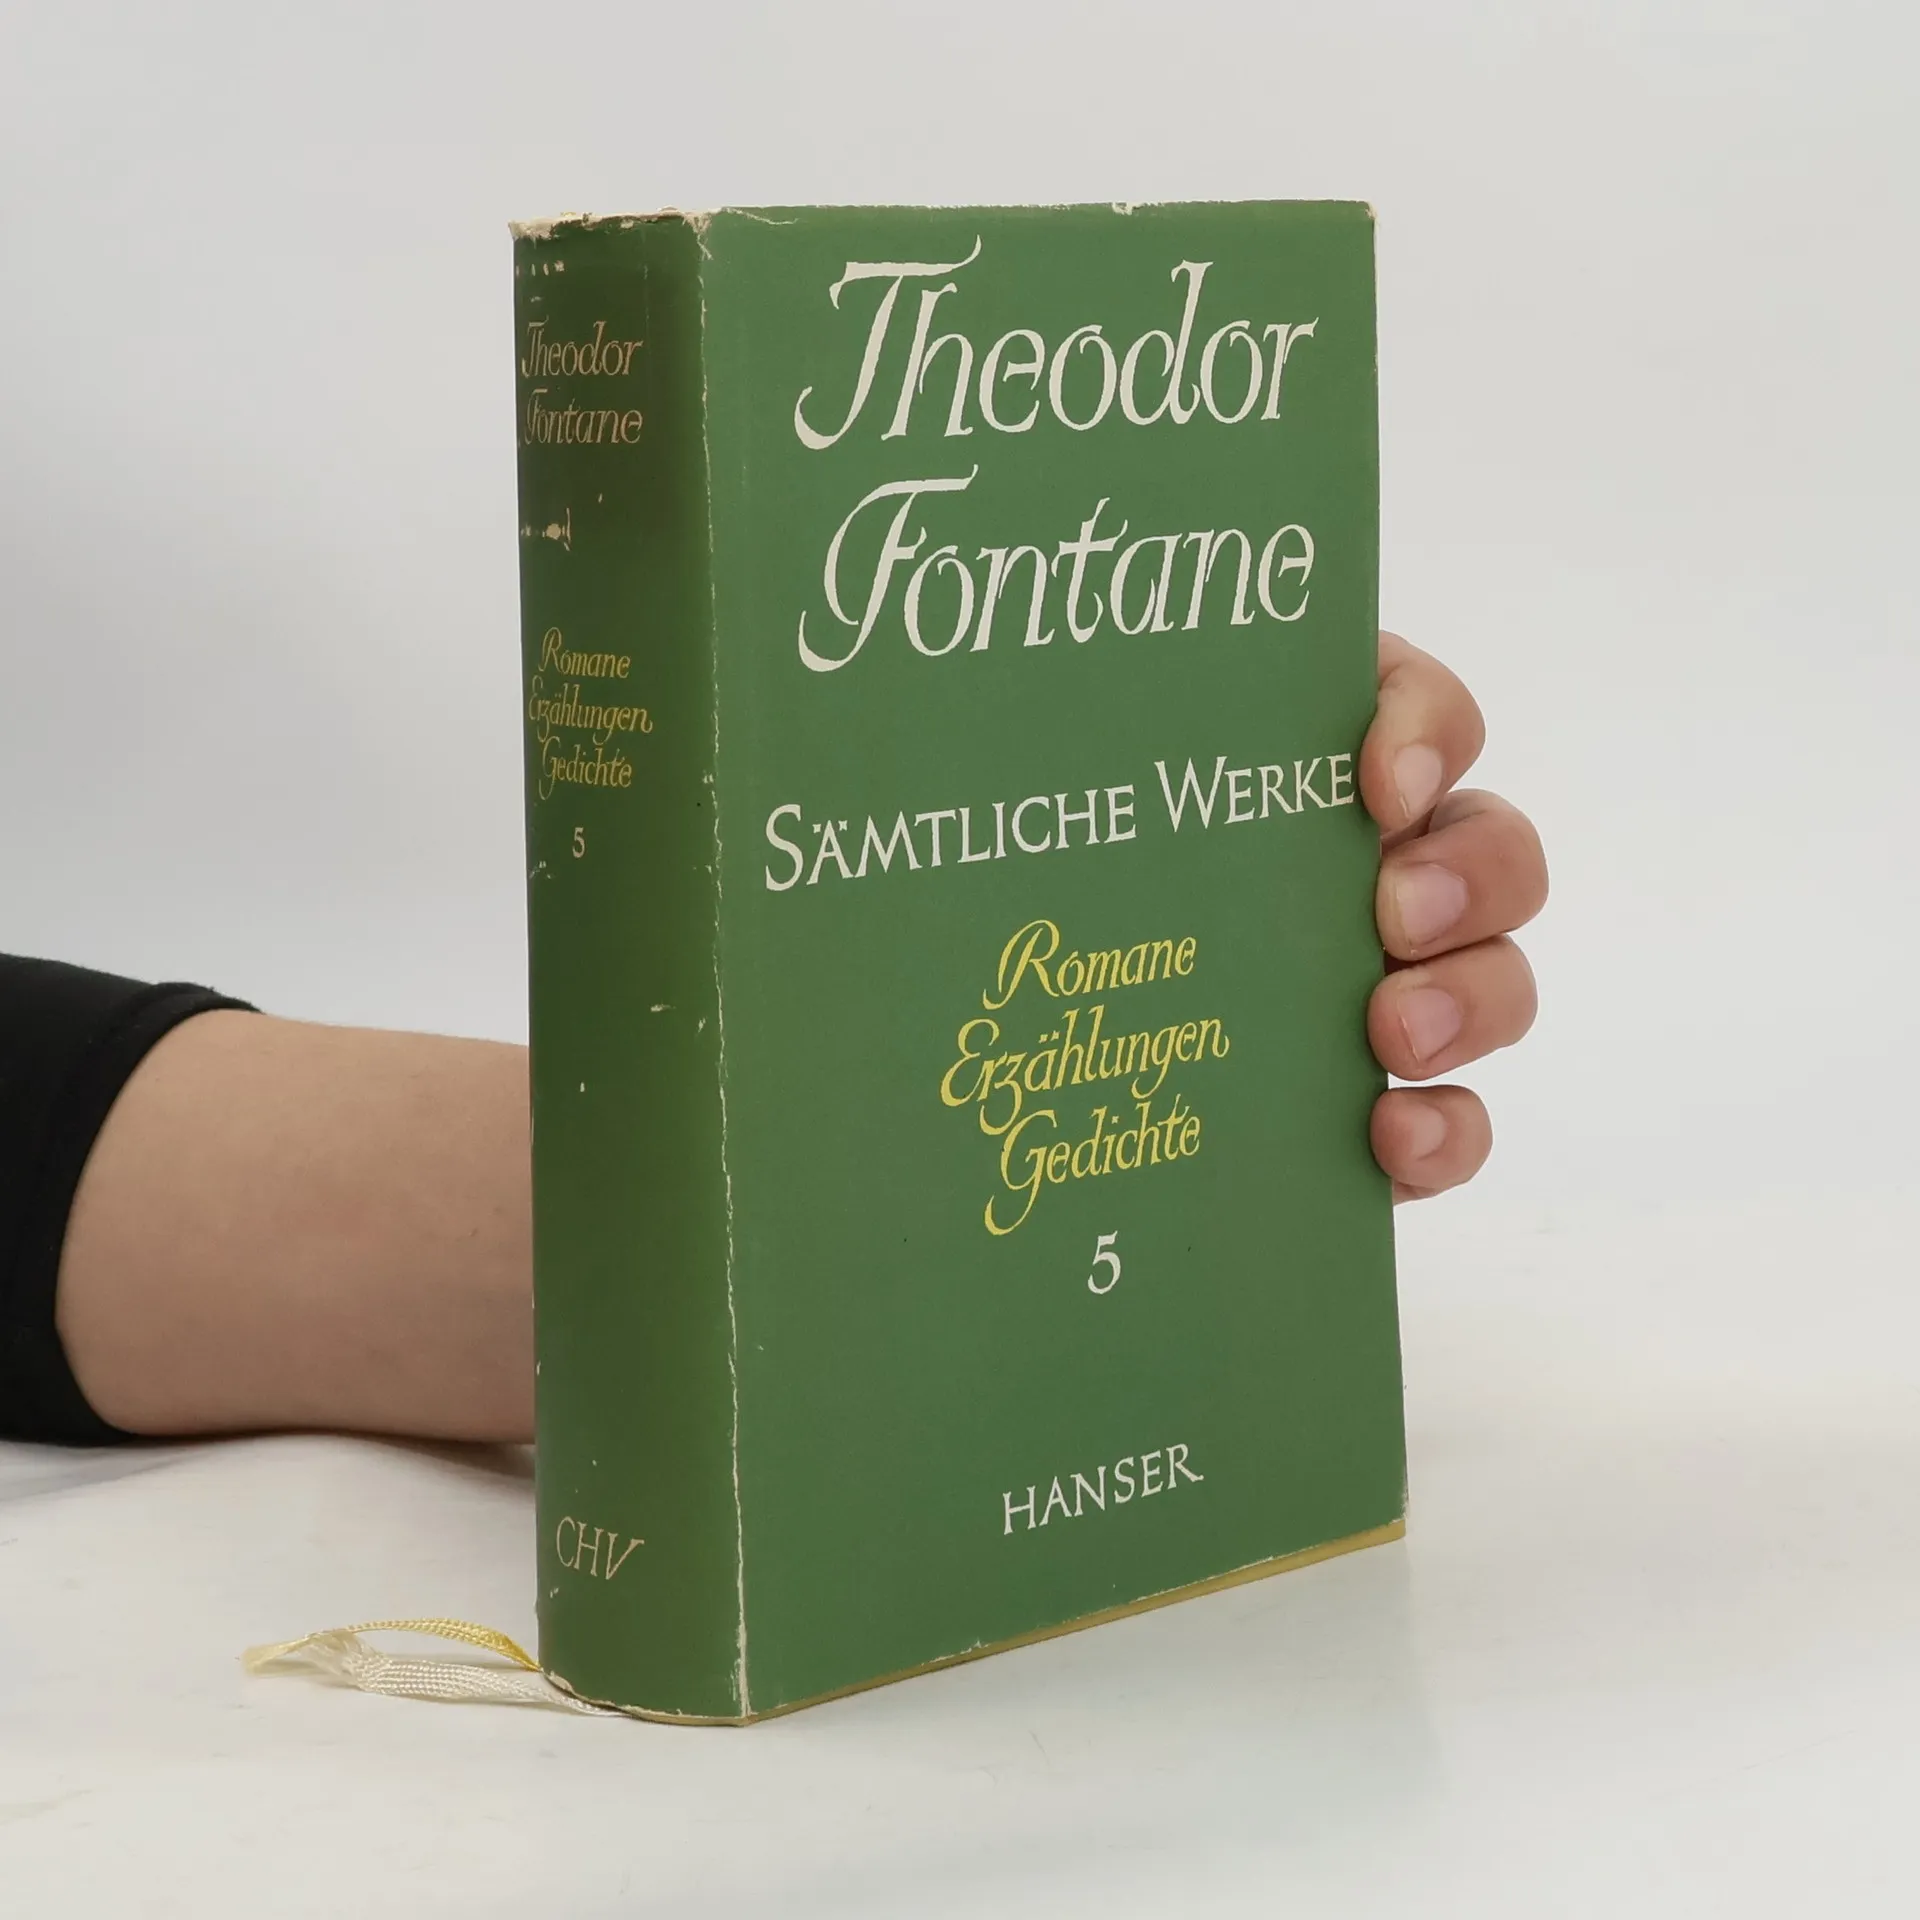 Theodor
Fontane
Romane
Erzählungen
Gedichte
5
CHV
Theodor
Fontane
SÄMTLICHE WERKE
Romane
Erzählungen
Gedichte
5
HANSER